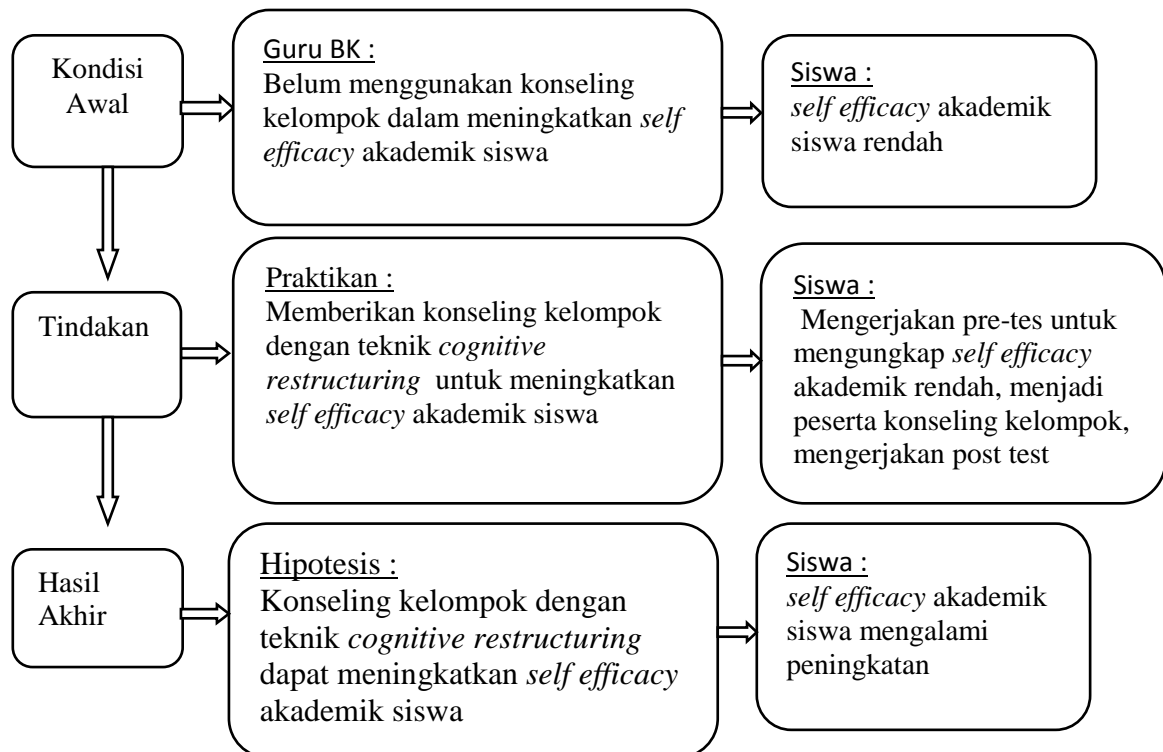 Kondisi
Awal
Guru BK :
Belum menggunakan konseling
kelompok dalam meningkatkan self
efficacy akademik siswa
Siswa :
self efficacy akademik
siswa rendah
Tindakan
Praktikan :
Memberikan konseling kelompok
dengan teknik cognitive
restructuring untuk meningkatkan
self efficacy akademik siswa
Siswa :
Mengerjakan pre-tes untuk
mengungkap self efficacy
akademik rendah, menjadi
peserta konseling kelompok,
mengerjakan post test
Hasil
Akhir
Hipotesis :
Konseling kelompok dengan
teknik cognitive restructuring
dapat meningkatkan self efficacy
akademik siswa
Siswa :
self efficacy akademik
siswa mengalami
peningkatan